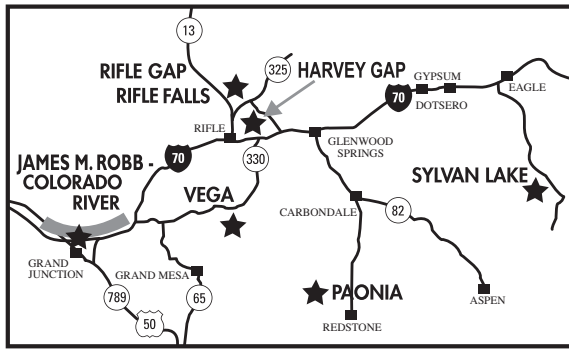 13
RIFLE GAP
RIFLE FALLS
325
HARVEY GAP
GYPSUM
70
DOTSERO
EAGLE
RIFLE
GLENWOOD
SPRINGS
JAMES M. ROBB -
COLORADO
RIVER
70
330
VEGA
SYLVAN LAKE
CARBONDALE
82
GRAND
JUNCTION
GRAND MESA
789
65
50
PAONIA
ASPEN
REDSTONE